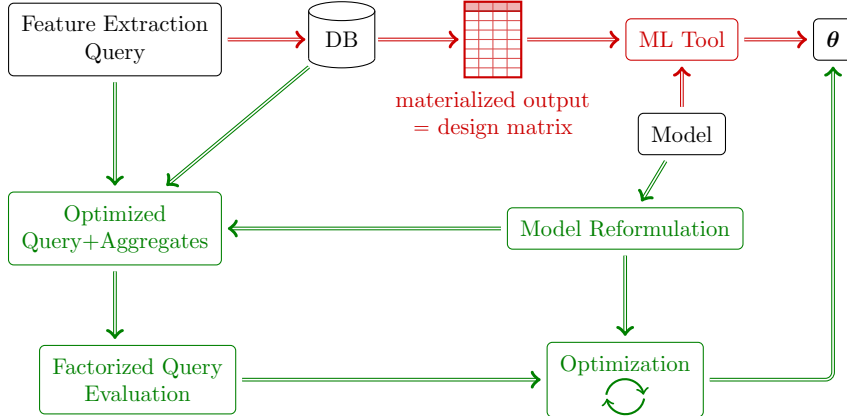 Feature Extraction
Query
DB
ML Tool
θ
materialized output
= design matrix
Model
Optimized
Query+Aggregates
Model Reformulation
Factorized Query
Evaluation
Optimization